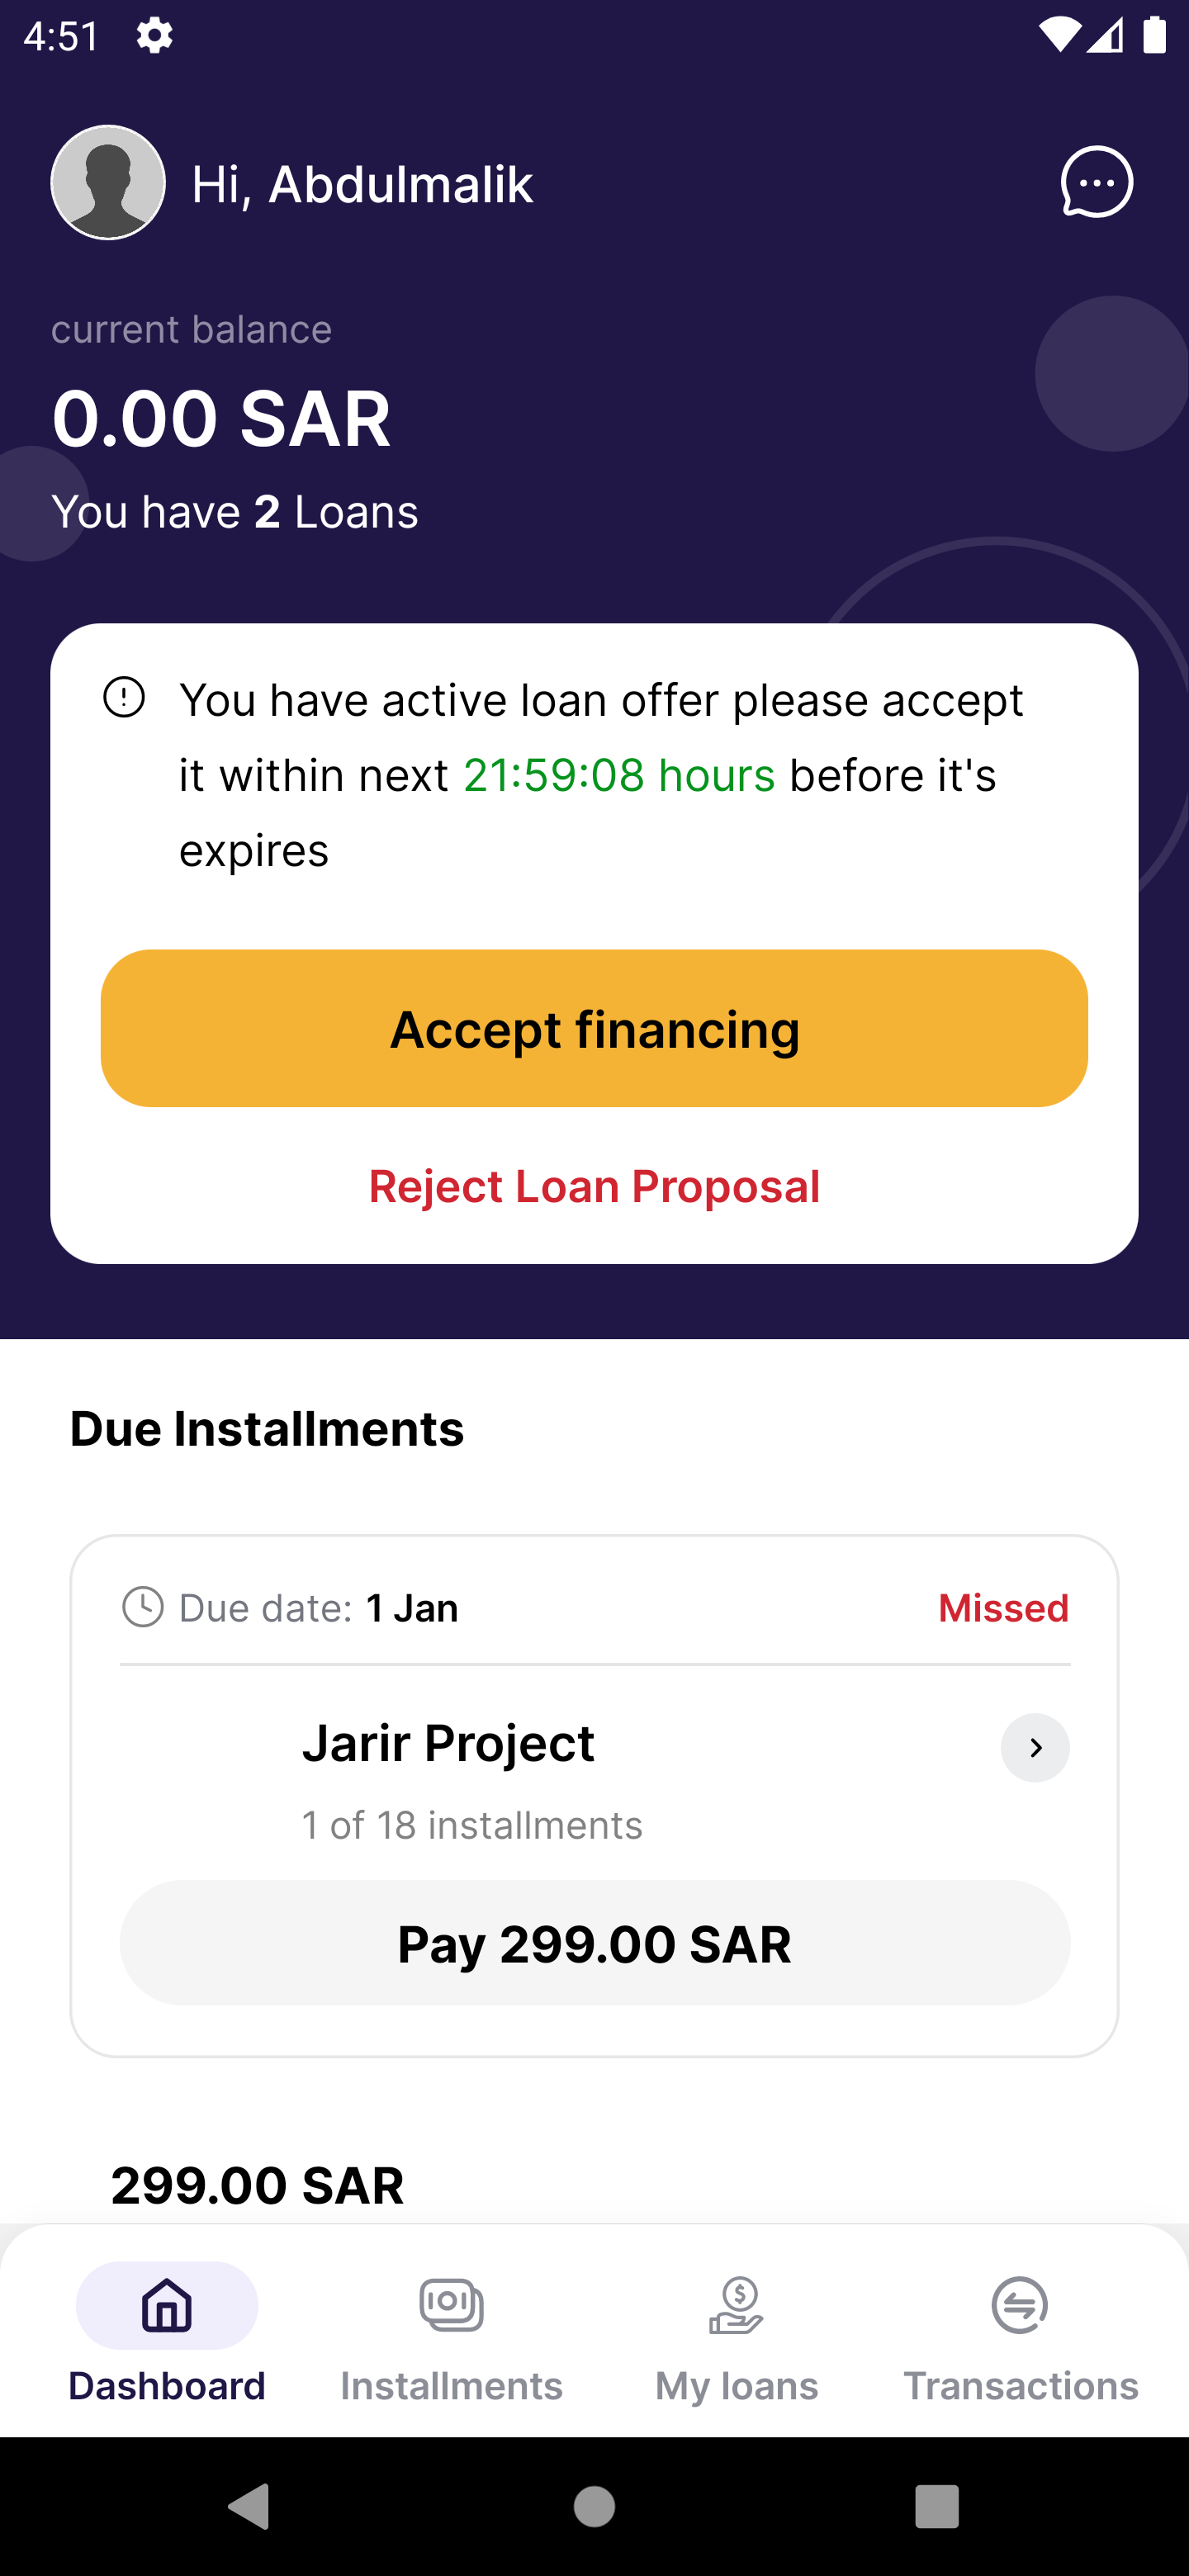 4:51
Hi, Abdulmalik
current balance
0.00 SAR
You have 2 Loans
You have active loan offer please accept
it within next 21:59:08 hours before it's
expires
Accept financing
Reject Loan Proposal
Due Installments
Due date: 1 Jan Missed
Jarir Project
1 of 18 installments
Pay 299.00 SAR
299.00 SAR
Dashboard Installments My loans Transactions